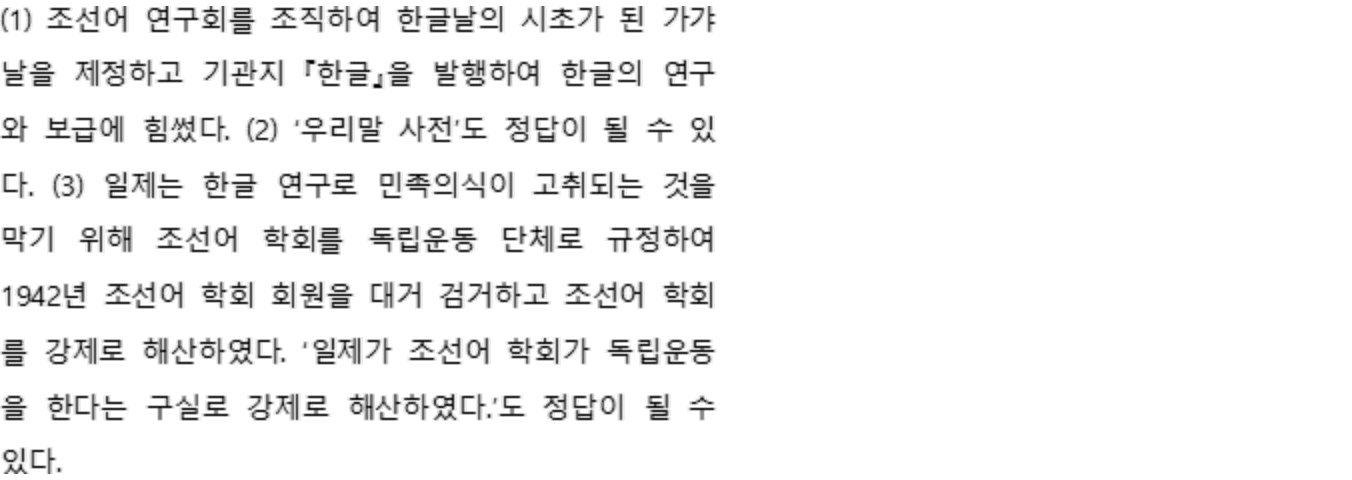 (1) 조선어 연구회를 조직하여 한글날의 시초가 된 가갸
날을 제정하고 기관지 『한글』을 발행하여 한글의 연구
와 보급에 힘썼다. (2) ‘우리말 사전’도 정답이 될 수 있
다. (3) 일제는 한글 연구로 민족의식이 고취되는 것을
막기 위해 조선어 학회를 독립운동 단체로 규정하여
1942년 조선어 학회 회원을 대거 검거하고 조선어 학회
를 강제로 해산하였다. ‘일제가 조선어 학회가 독립운동
을 한다는 구실로 강제로 해산하였다.’도 정답이 될 수
있다.